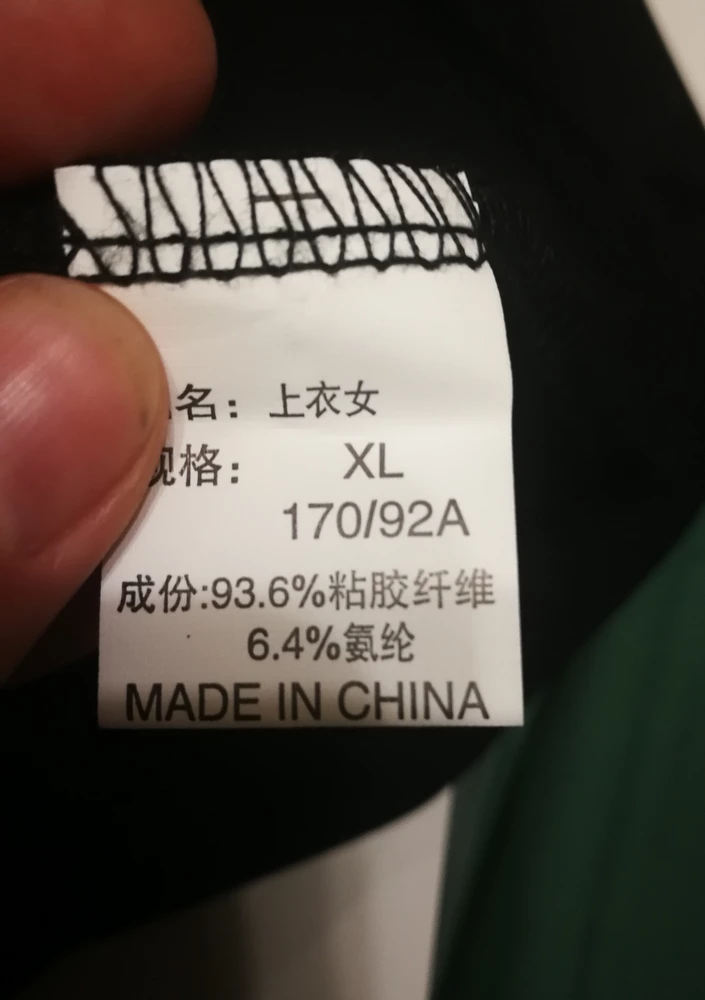 名：上衣女
规格：XL
170/92A
成份:93.6%粘胶纤维
6.4%氨纶
MADE IN CHINA